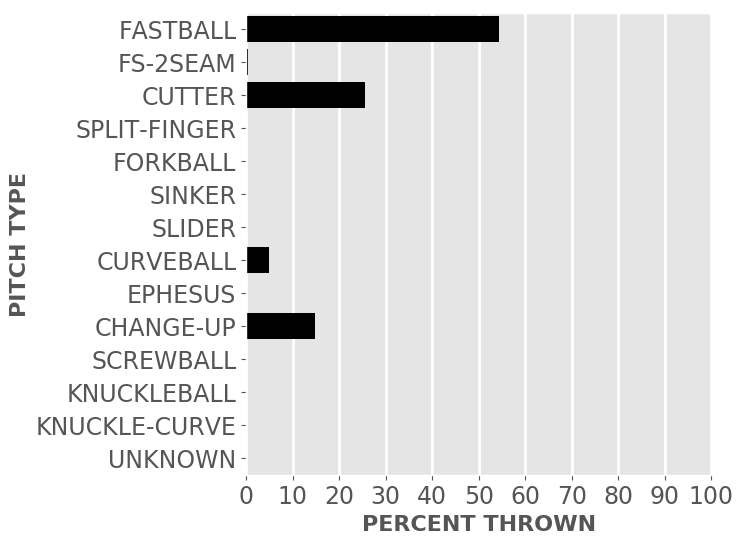 FASTBALL
FS-2SEAM
CUTTER
SPLIT-FINGER
FORKBALL
SINKER
SLIDER
CURVEBALL
EPHESUS
CHANGE-UP
SCREWBALL
KNUCKLEBALL
KNUCKLE-CURVE
UNKNOWN
PITCH TYPE
0 10 20 30 40 50 60 70 80 90 100
PERCENT THROWN